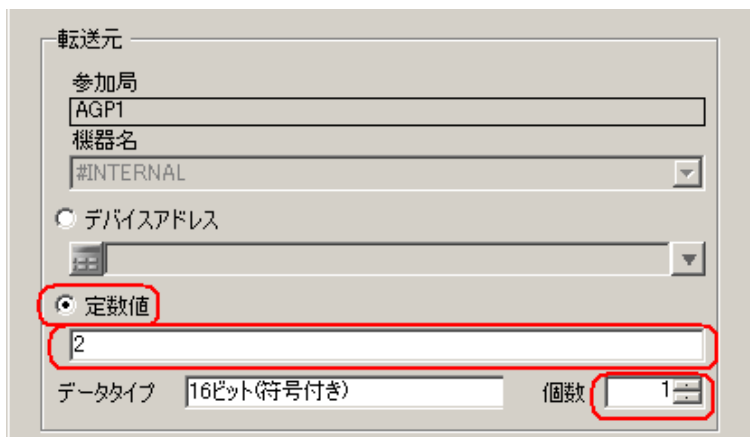 転送元
参加局
AGP1
機器名
#INTERNAL
デバイスアドレス
定数値
2
データタイプ 16ビット(符号付き) 個数 1